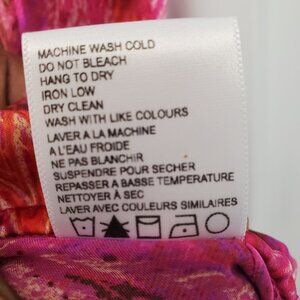 MACHINE WASH COLD
DO NOT BLEACH
HANG TO DRY
IRON LOW
DRY CLEAN
WASH WITH LIKE COLOURS
LAVER A LA MACHINE
A L'EAU FROIDE
NE PAS BLANCHIR
SUSPENDRE POUR SECHER
REPASSER A BASSE TEMPERATURE
NETTOYER À SEC
LAVER AVEC COULEURS SIMILAIRES